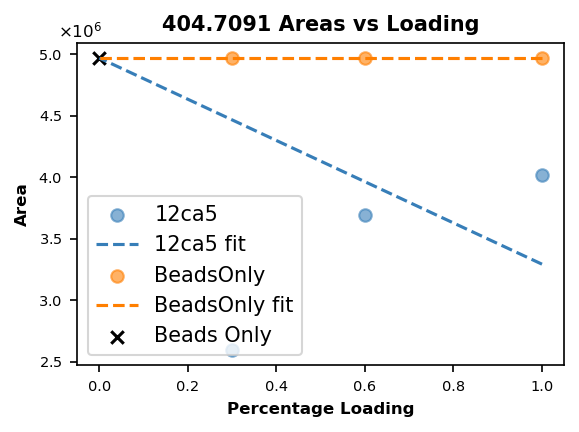 404.7091 Areas vs Loading
×10⁶
5.0
4.5
4.0
3.5
3.0
2.5
Area
12ca5
12ca5 fit
BeadsOnly
BeadsOnly fit
Beads Only
0.0 0.2 0.4 0.6 0.8 1.0
Percentage Loading